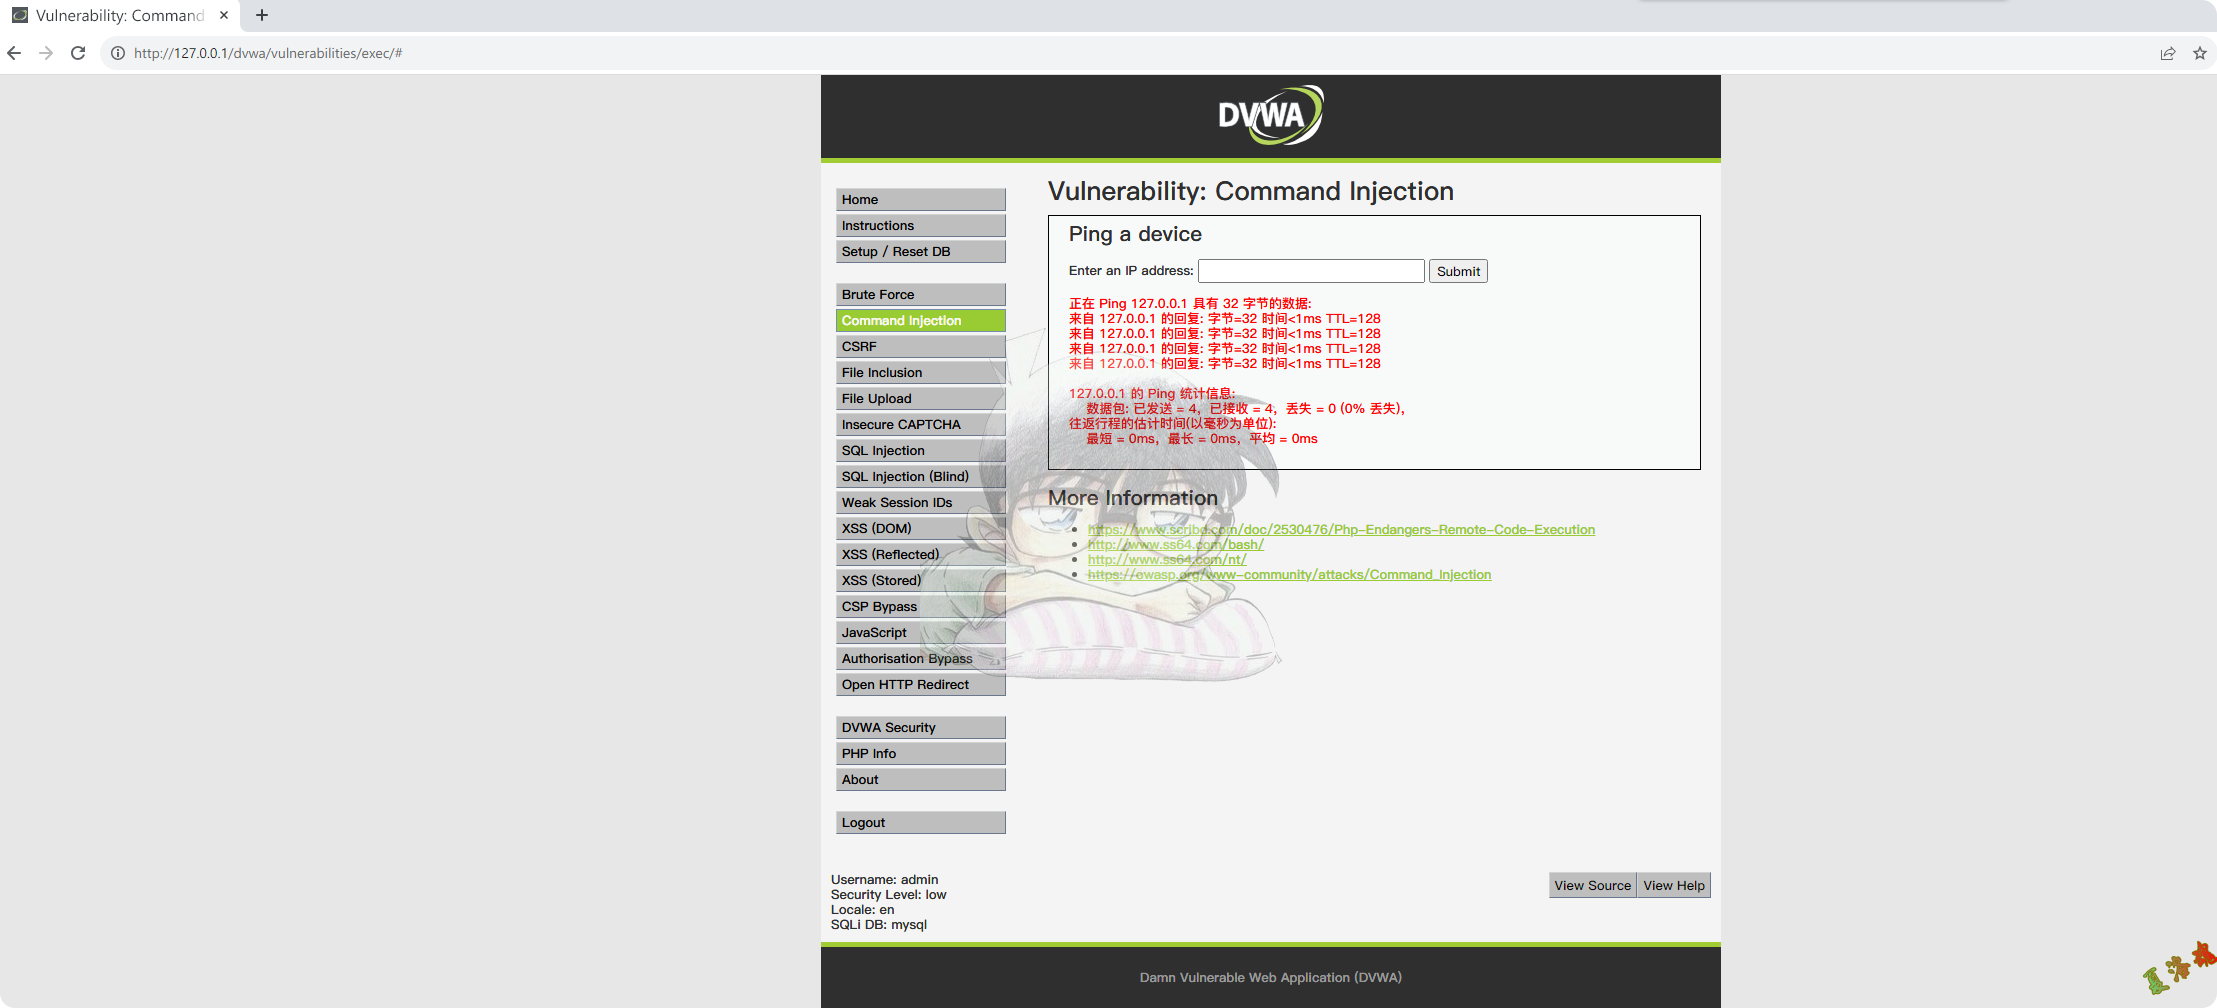 Vulnerability: Command
http://127.0.0.1/dvwa/vulnerabilities/exec/#
DVWA
Home
Instructions
Setup / Reset DB
Brute Force
Command Injection
CSRF
File Inclusion
File Upload
Insecure CAPTCHA
SQL Injection
SQL Injection (Blind)
Weak Session IDs
XSS (DOM)
XSS (Reflected)
XSS (Stored)
CSP Bypass
JavaScript
Authorisation Bypass
Open HTTP Redirect
DVWA Security
PHP Info
About
Logout
Vulnerability: Command Injection
Ping a device
Enter an IP address: Submit
正在 Ping 127.0.0.1 具有 32 字节的数据:
来自 127.0.0.1 的回复: 字节=32 时间<1ms TTL=128
来自 127.0.0.1 的回复: 字节=32 时间<1ms TTL=128
来自 127.0.0.1 的回复: 字节=32 时间<1ms TTL=128
来自 127.0.0.1 的回复: 字节=32 时间<1ms TTL=128
127.0.0.1 的 Ping 统计信息:
数据包: 已发送 = 4，已接收 = 4，丢失 = 0 (0% 丢失)，
往返行程的估计时间(以毫秒为单位):
最短 = 0ms，最长 = 0ms，平均 = 0ms
More Information
https://www.scribd.com/doc/2530476/Php-Endangers-Remote-Code-Execution
http://www.ss64.com/bash/
http://www.ss64.com/nt/
https://owasp.org/www-community/attacks/Command_Injection
Username: admin
Security Level: low
Locale: en
SQLi DB: mysql
View Source View Help
Damn Vulnerable Web Application (DVWA)